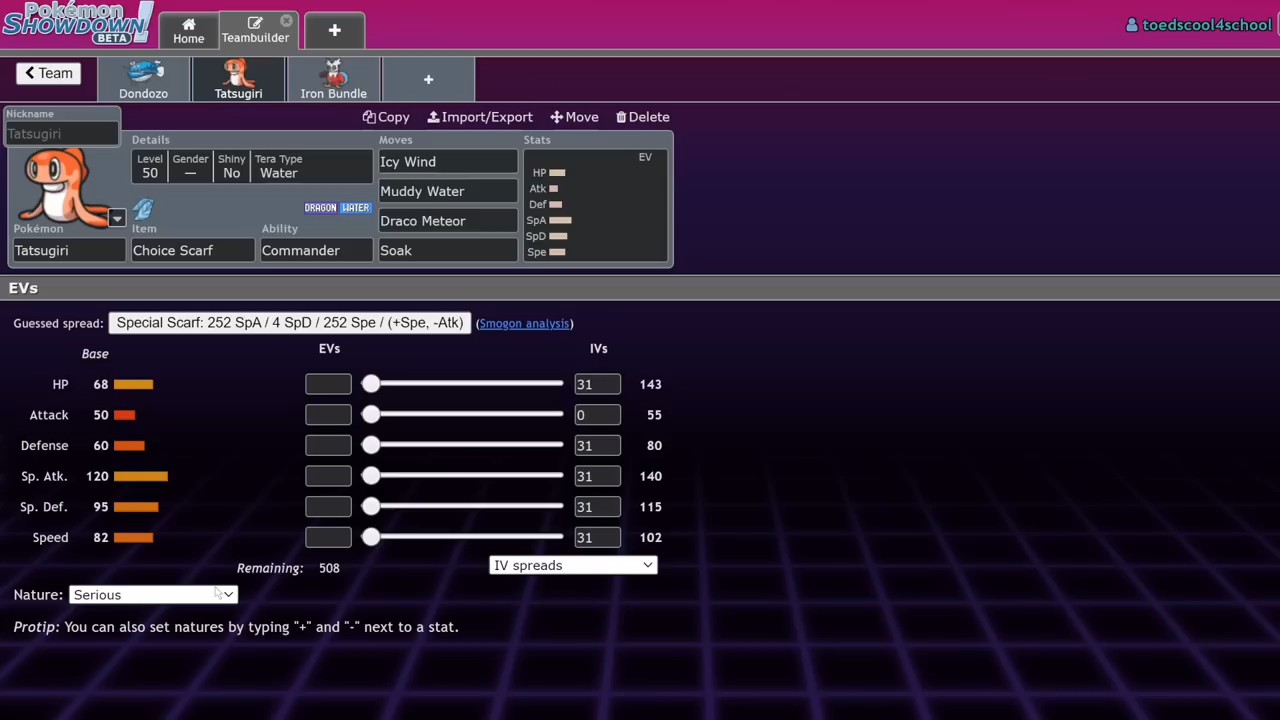 Pokémon
SHOWDOWN!
BETA
Home
Teambuilder
+
toedscool4school
Team
Dondozo
Tatsugiri
Iron Bundle
+
Nickname
Tatsugiri
Copy
Import/Export
Move
Delete
Details
Moves
Stats
Level
Gender
Shiny
Tera Type
50
—
No
Water
DRAGON WATER
Pokémon
Item
Ability
Tatsugiri
Choice Scarf
Commander
Icy Wind
Muddy Water
Draco Meteor
Soak
EV
HP
Atk
Def
SpA
SpD
Spe
EVs
Guessed spread: Special Scarf: 252 SpA / 4 SpD / 252 Spe / (+Spe, -Atk) (Smogon analysis)
Base EVs IVs
HP 68 31 143
Attack 50 0 55
Defense 60 31 80
Sp. Atk. 120 31 140
Sp. Def. 95 31 115
Speed 82 31 102
Remaining: 508 IV spreads
Nature: Serious
Protip: You can also set natures by typing "+" and "-" next to a stat.